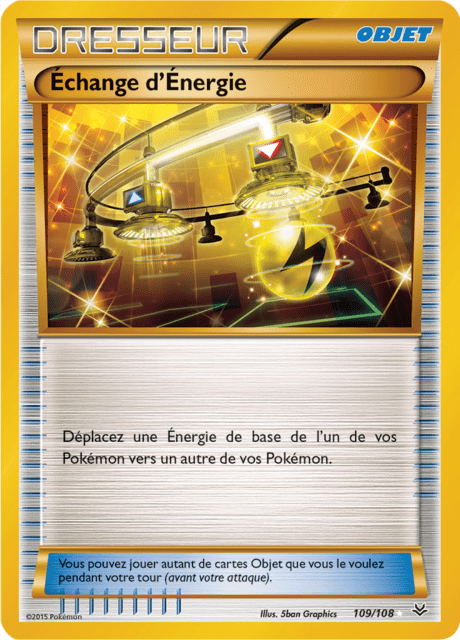 DRESSEUR
OBJET
Échange d'Énergie
Déplacez une Énergie de base de l'un de vos
Pokémon vers un autre de vos Pokémon.
Vous pouvez jouer autant de cartes Objet que vous le voulez
pendant votre tour (avant votre attaque).
©2015 Pokémon
Illus. 5ban Graphics
109/108